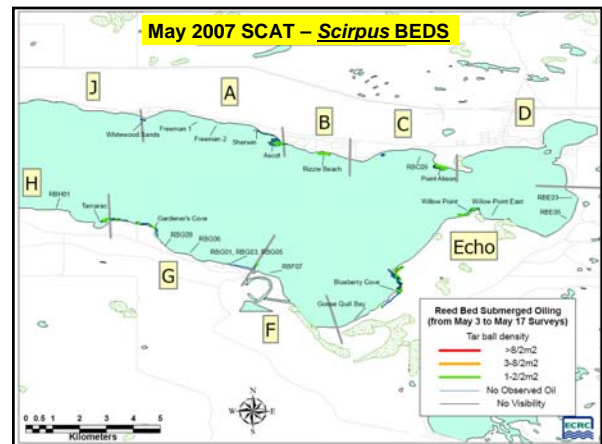 May 2007 SCAT – Scirpus BEDS
J
A
B
C
D
Whitewood Sands
Freeman 1
Freeman 2
Sherwin
Ascot
Rizzie Beach
RBC09
Point Alison
H
RBH01
Tamarac
Gardener's Cove
RBG09
RBG06
RBG01, RBG03, RBG05
RBF07
G
F
Willow Point
Willow Point East
RBE03
RBE05
Echo
Blueberry Cove
Goose Quill Bay
Reed Bed Submerged Oiling
(from May 3 to May 17 Surveys)
Tar ball density
>8/2m2
3-8/2m2
1-2/2m2
No Observed Oil
No Visibility
N
W
E
S
0 0.5 1 2 3 4 5
Kilometers
ECRC